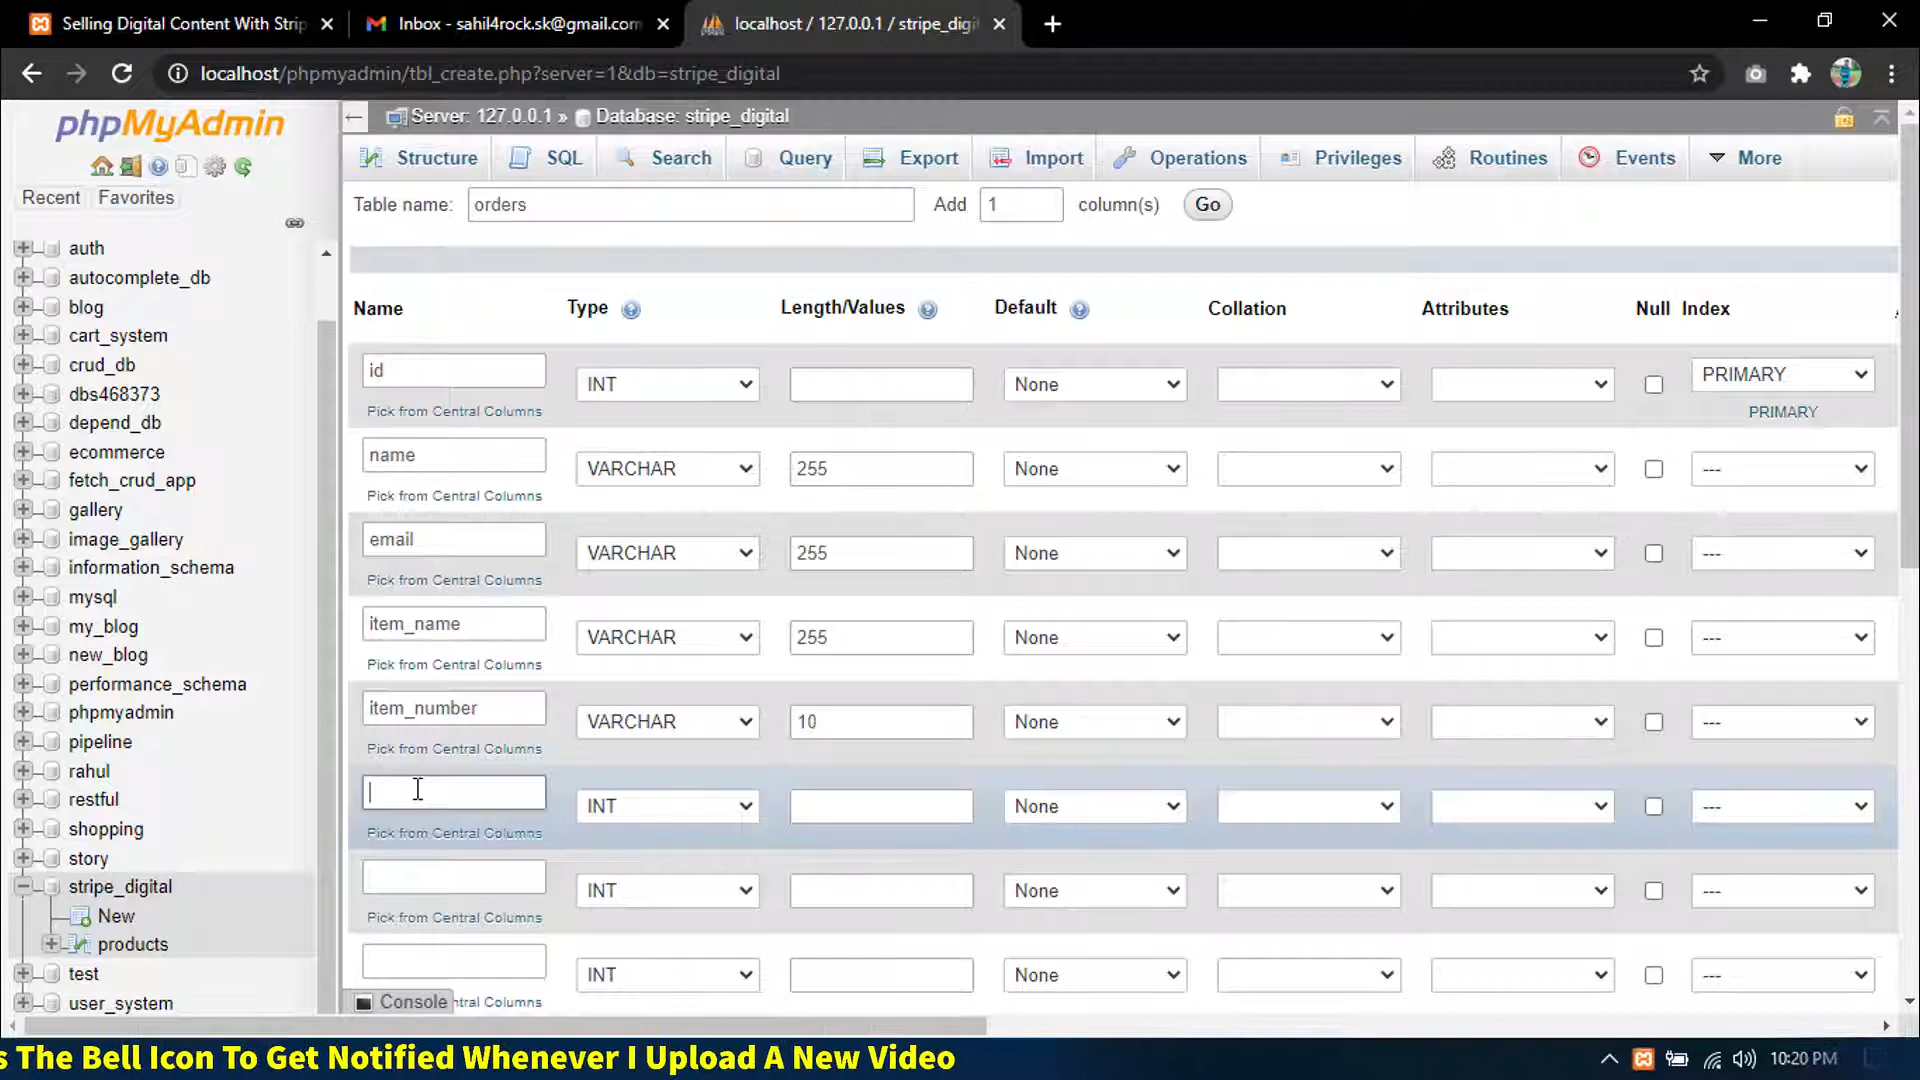 Selling Digital Content With Strip
Inbox - sahil4rock.sk@gmail.com
localhost / 127.0.0.1 / stripe_digi
localhost/phpmyadmin/tbl_create.php?server=1&db=stripe_digital
phpMyAdmin
Recent Favorites
auth
autocomplete_db
blog
cart_system
crud_db
dbs468373
depend_db
ecommerce
fetch_crud_app
gallery
image_gallery
information_schema
mysql
my_blog
new_blog
performance_schema
phpmyadmin
pipeline
rahul
restful
shopping
story
stripe_digital
New
products
test
user_system
Server: 127.0.0.1 » Database: stripe_digital
Structure SQL Search Query Export Import Operations Privileges Routines Events More
Table name: orders Add 1 column(s) Go
Name Type Length/Values Default Collation Attributes Null Index
id INT None PRIMARY
Pick from Central Columns PRIMARY
name VARCHAR 255 None ---
Pick from Central Columns
email VARCHAR 255 None ---
Pick from Central Columns
item_name VARCHAR 255 None ---
Pick from Central Columns
item_number VARCHAR 10 None ---
Pick from Central Columns
INT None ---
Pick from Central Columns
INT None ---
Pick from Central Columns
INT None ---
Console ntral Columns
s The Bell Icon To Get Notified Whenever I Upload A New Video
10:20 PM